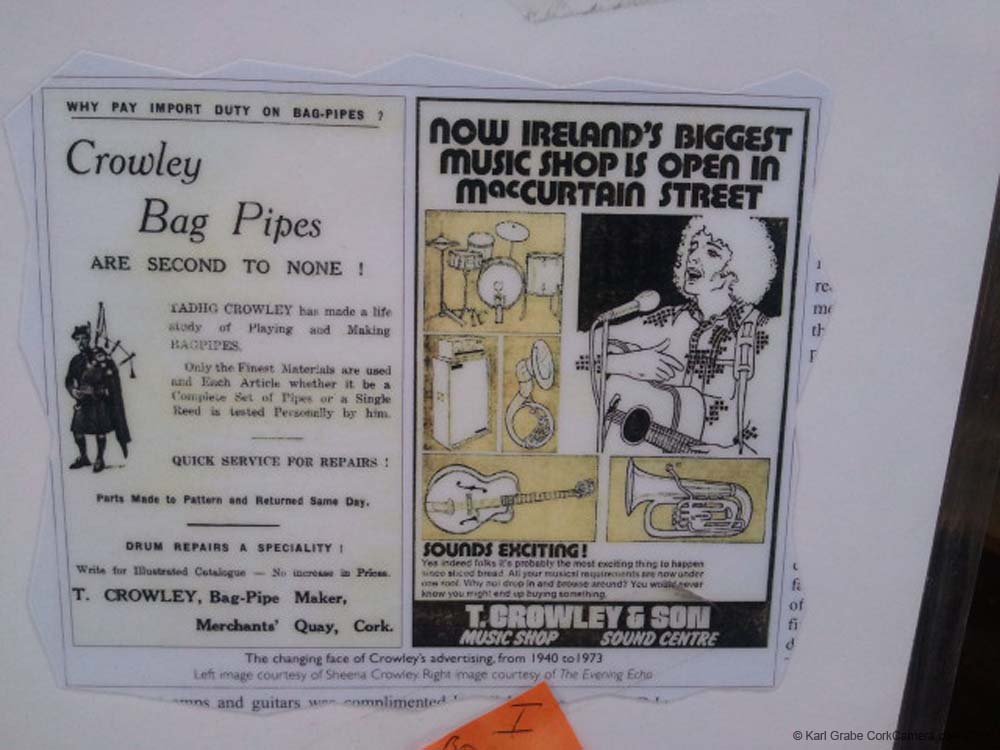 WHY PAY IMPORT DUTY ON BAG-PIPES ?
Crowley
Bag Pipes
ARE SECOND TO NONE !
TADHG CROWLEY has made a life
study of Playing and Making
BAGPIPES.
Only the Finest Materials are used
and Each Article whether it be a
Complete Set of Pipes or a Single
Reed is tested Personally by him.
QUICK SERVICE FOR REPAIRS !
Parts Made to Pattern and Returned Same Day.
DRUM REPAIRS A SPECIALITY !
Write for Illustrated Catalogue — No increase in Prices.
T. CROWLEY, Bag-Pipe Maker,
Merchants' Quay, Cork.
NOW IRELAND'S BIGGEST
MUSIC SHOP IS OPEN IN
MacCURTAIN STREET
SOUNDS EXCITING!
Yes indeed folks it's probably the most exciting thing to happen
since sliced bread. All your musical requirements are now under
one roof. Why not drop in and browse around? You would never
know you might end up buying something.
T. CROWLEY & SON
MUSIC SHOP SOUND CENTRE
The changing face of Crowley's advertising, from 1940 to1973
Left image courtesy of Sheena Crowley. Right image courtesy of The Evening Echo
and guitars was complimented
I
© Karl Grabe CorkCamera